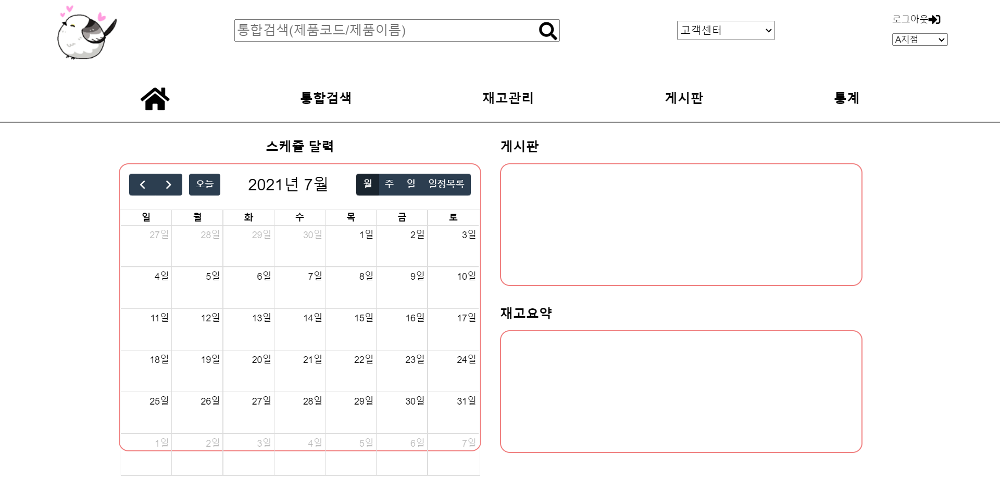 통합검색(제품코드/제품이름)
고객센터
로그아웃
A지점
통합검색 재고관리 게시판 통계
스케쥴 달력
오늘 2021년 7월 월 주 일 일정목록
일 월 화 수 목 금 토
27일 28일 29일 30일 1일 2일 3일
4일 5일 6일 7일 8일 9일 10일
11일 12일 13일 14일 15일 16일 17일
18일 19일 20일 21일 22일 23일 24일
25일 26일 27일 28일 29일 30일 31일
1일 2일 3일 4일 5일 6일 7일
게시판
재고요약